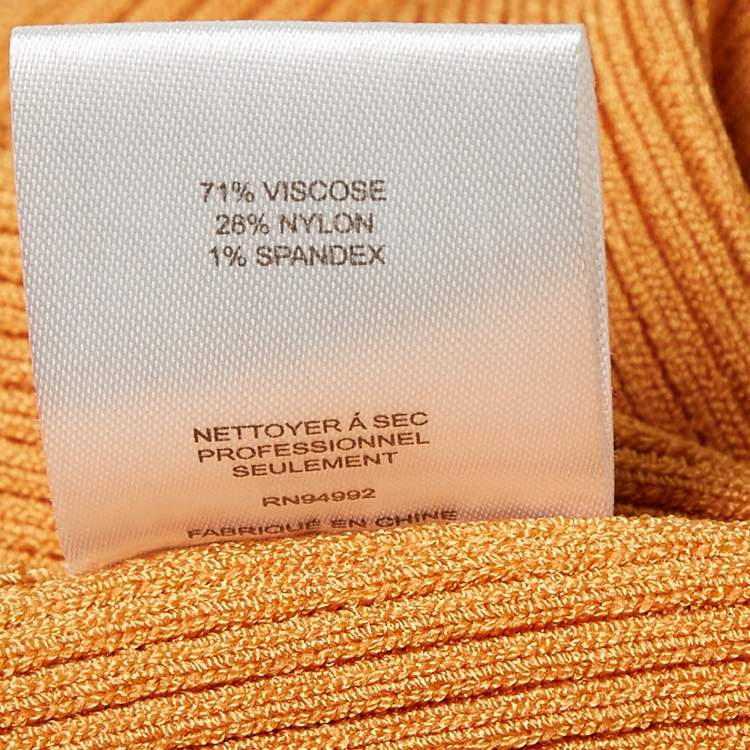 71% VISCOSE
28% NYLON
1% SPANDEX
NETTOYER Á SEC
PROFESSIONNEL
SEULEMENT
RN94992
FABRIQUÉ EN CHINE